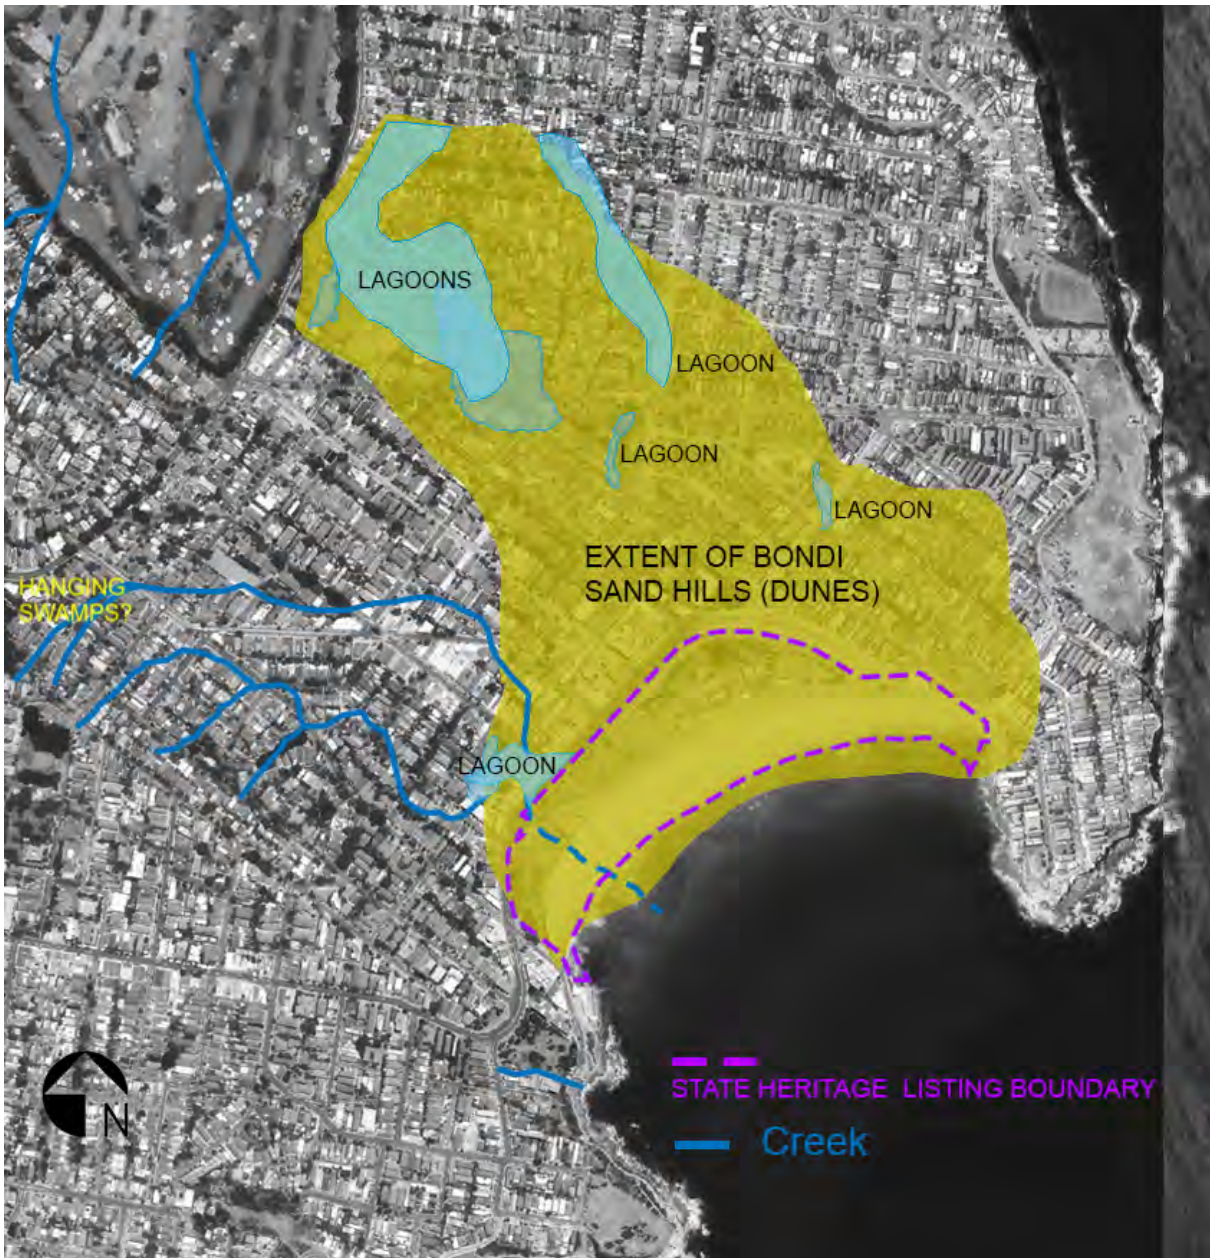 LAGOONS
LAGOON
LAGOON
LAGOON
EXTENT OF BONDI
SAND HILLS (DUNES)
HANGING
SWAMPS?
LAGOON
N
STATE HERITAGE LISTING BOUNDARY
Creek